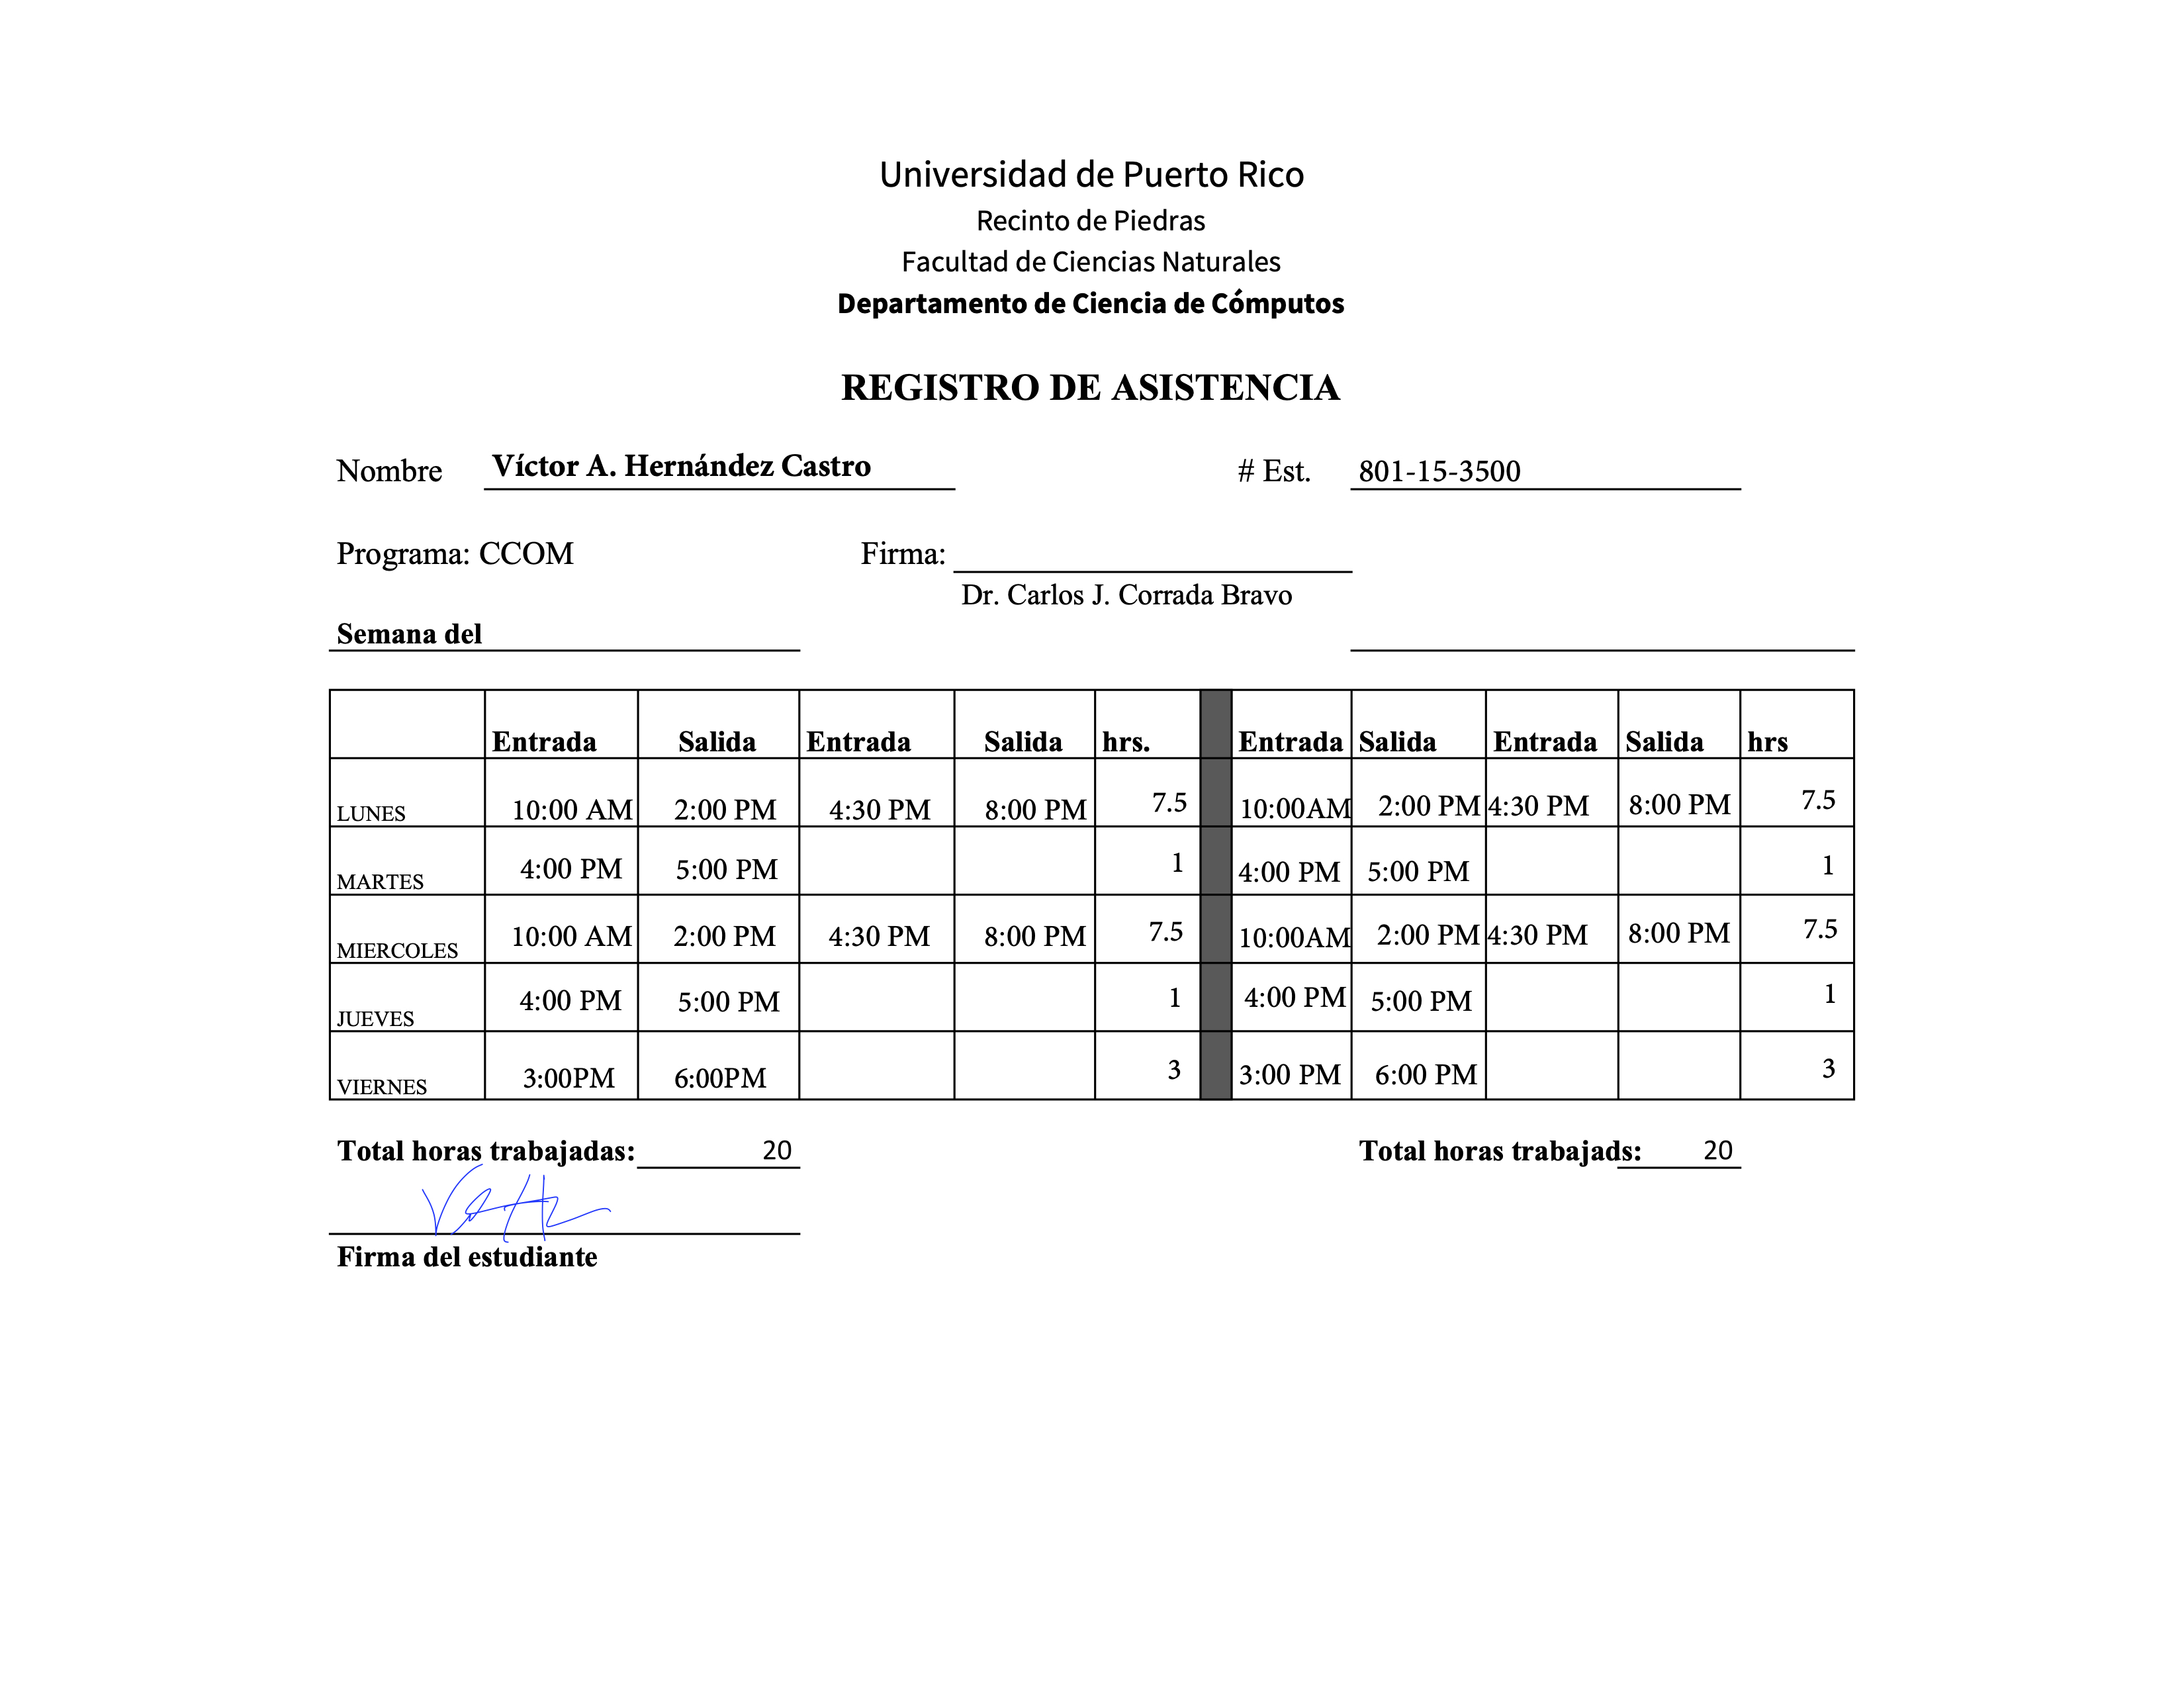 Universidad de Puerto Rico
Recinto de Piedras
Facultad de Ciencias Naturales
Departamento de Ciencia de Cómputos
REGISTRO DE ASISTENCIA
Nombre Víctor A. Hernández Castro # Est. 801-15-3500
Programa: CCOM Firma:
Dr. Carlos J. Corrada Bravo
Semana del
Entrada Salida Entrada Salida hrs. Entrada Salida Entrada Salida hrs
LUNES 10:00 AM 2:00 PM 4:30 PM 8:00 PM 7.5 10:00AM 2:00 PM 4:30 PM 8:00 PM 7.5
MARTES 4:00 PM 5:00 PM 1 4:00 PM 5:00 PM 1
MIERCOLES 10:00 AM 2:00 PM 4:30 PM 8:00 PM 7.5 10:00AM 2:00 PM 4:30 PM 8:00 PM 7.5
JUEVES 4:00 PM 5:00 PM 1 4:00 PM 5:00 PM 1
VIERNES 3:00PM 6:00PM 3 3:00 PM 6:00 PM 3
Total horas trabajadas: 20 Total horas trabajads: 20
Firma del estudiante